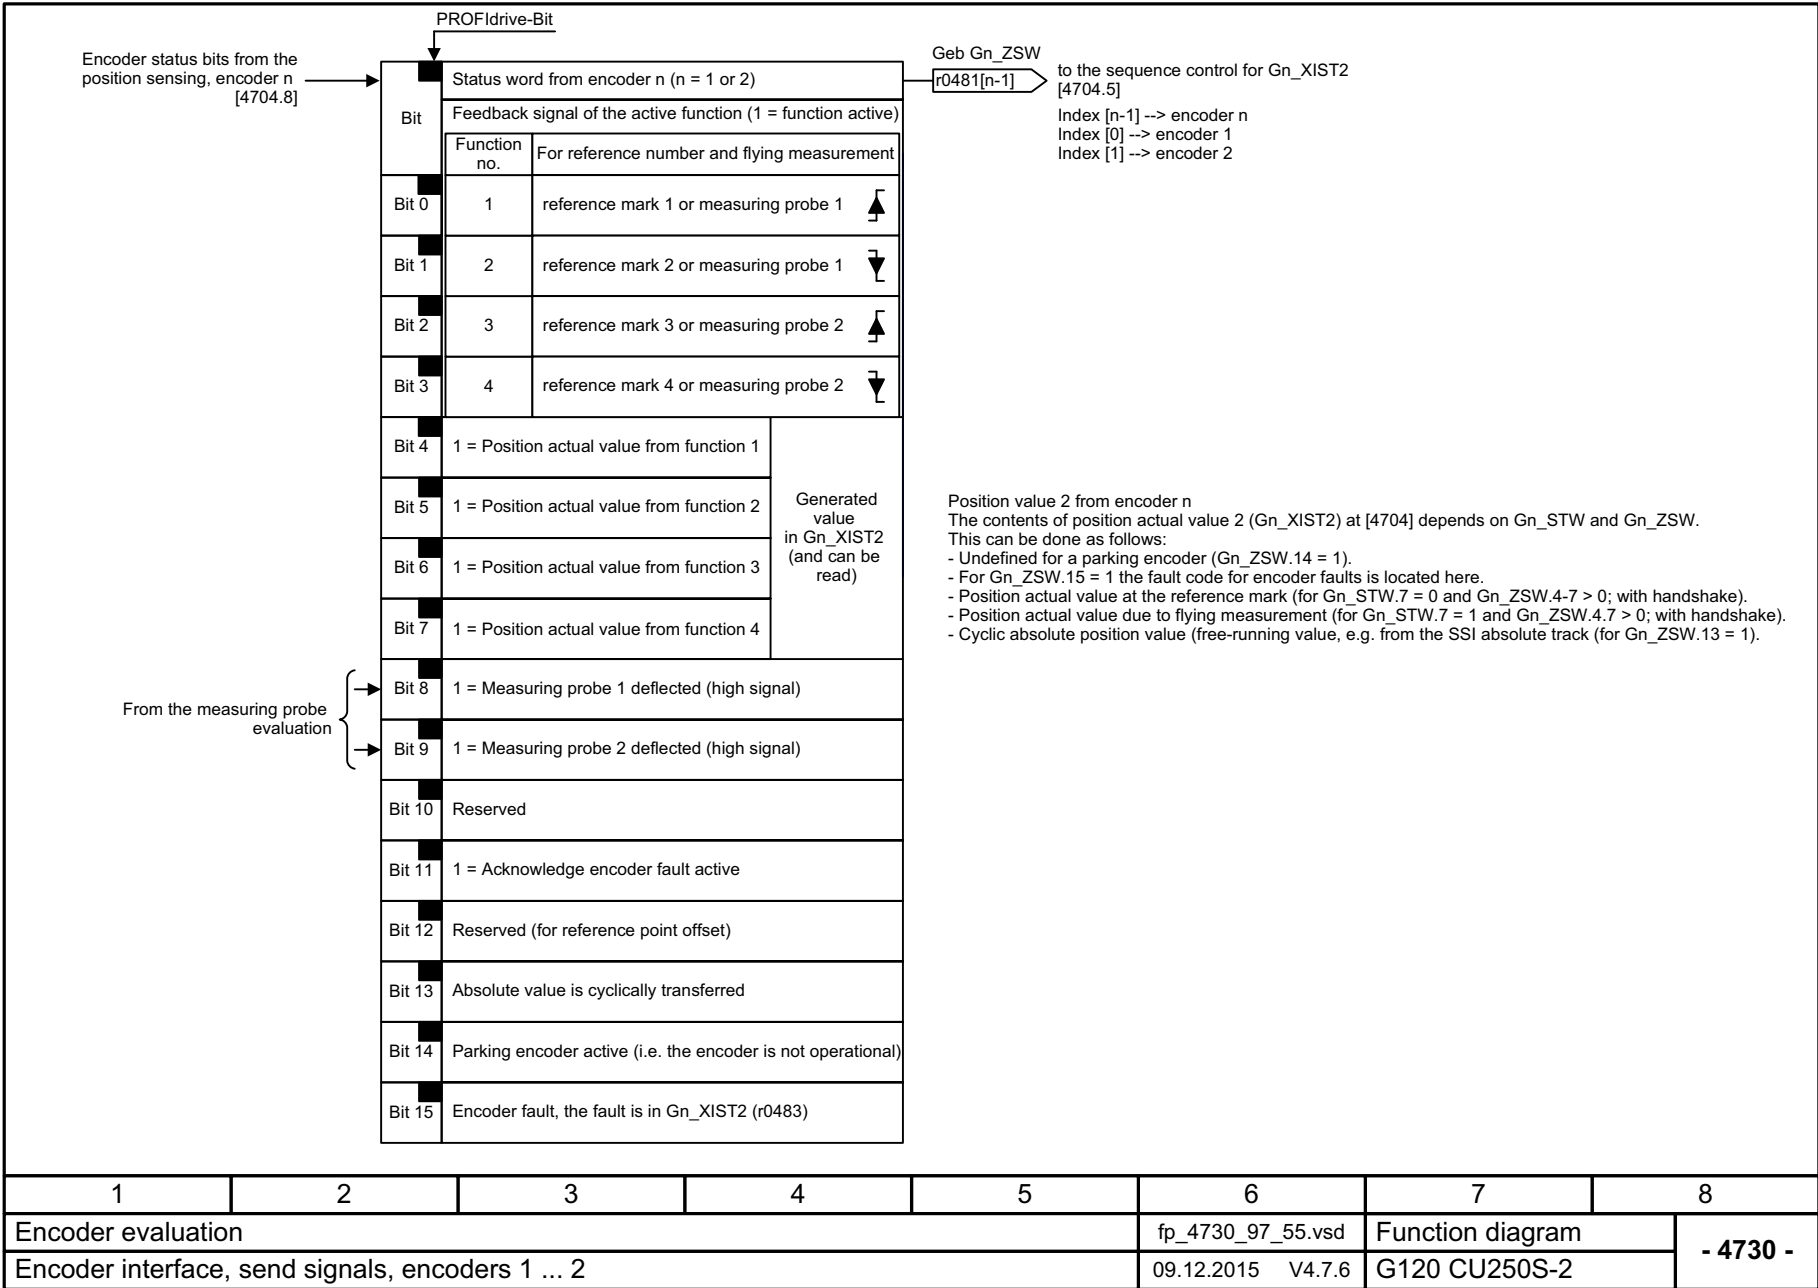 PROFIdrive-Bit
Encoder status bits from the
position sensing, encoder n
[4704.8]
Bit
Status word from encoder n (n = 1 or 2)
Feedback signal of the active function (1 = function active)
Function
no.
For reference number and flying measurement
Geb Gn_ZSW
r0481[n-1]
to the sequence control for Gn_XIST2
[4704.5]
Index [n-1] --> encoder n
Index [0] --> encoder 1
Index [1] --> encoder 2
Bit 0 1 reference mark 1 or measuring probe 1
Bit 1 2 reference mark 2 or measuring probe 1
Bit 2 3 reference mark 3 or measuring probe 2
Bit 3 4 reference mark 4 or measuring probe 2
Bit 4 1 = Position actual value from function 1
Bit 5 1 = Position actual value from function 2
Bit 6 1 = Position actual value from function 3
Bit 7 1 = Position actual value from function 4
Generated
value
in Gn_XIST2
(and can be
read)
Position value 2 from encoder n
The contents of position actual value 2 (Gn_XIST2) at [4704] depends on Gn_STW and Gn_ZSW.
This can be done as follows:
- Undefined for a parking encoder (Gn_ZSW.14 = 1).
- For Gn_ZSW.15 = 1 the fault code for encoder faults is located here.
- Position actual value at the reference mark (for Gn_STW.7 = 0 and Gn_ZSW.4-7 > 0; with handshake).
- Position actual value due to flying measurement (for Gn_STW.7 = 1 and Gn_ZSW.4.7 > 0; with handshake).
- Cyclic absolute position value (free-running value, e.g. from the SSI absolute track (for Gn_ZSW.13 = 1).
From the measuring probe
evaluation
Bit 8 1 = Measuring probe 1 deflected (high signal)
Bit 9 1 = Measuring probe 2 deflected (high signal)
Bit 10 Reserved
Bit 11 1 = Acknowledge encoder fault active
Bit 12 Reserved (for reference point offset)
Bit 13 Absolute value is cyclically transferred
Bit 14 Parking encoder active (i.e. the encoder is not operational)
Bit 15 Encoder fault, the fault is in Gn_XIST2 (r0483)
1 2 3 4 5 6 7 8
Encoder evaluation fp_4730_97_55.vsd Function diagram
- 4730 -
Encoder interface, send signals, encoders 1 ... 2 09.12.2015 V4.7.6 G120 CU250S-2